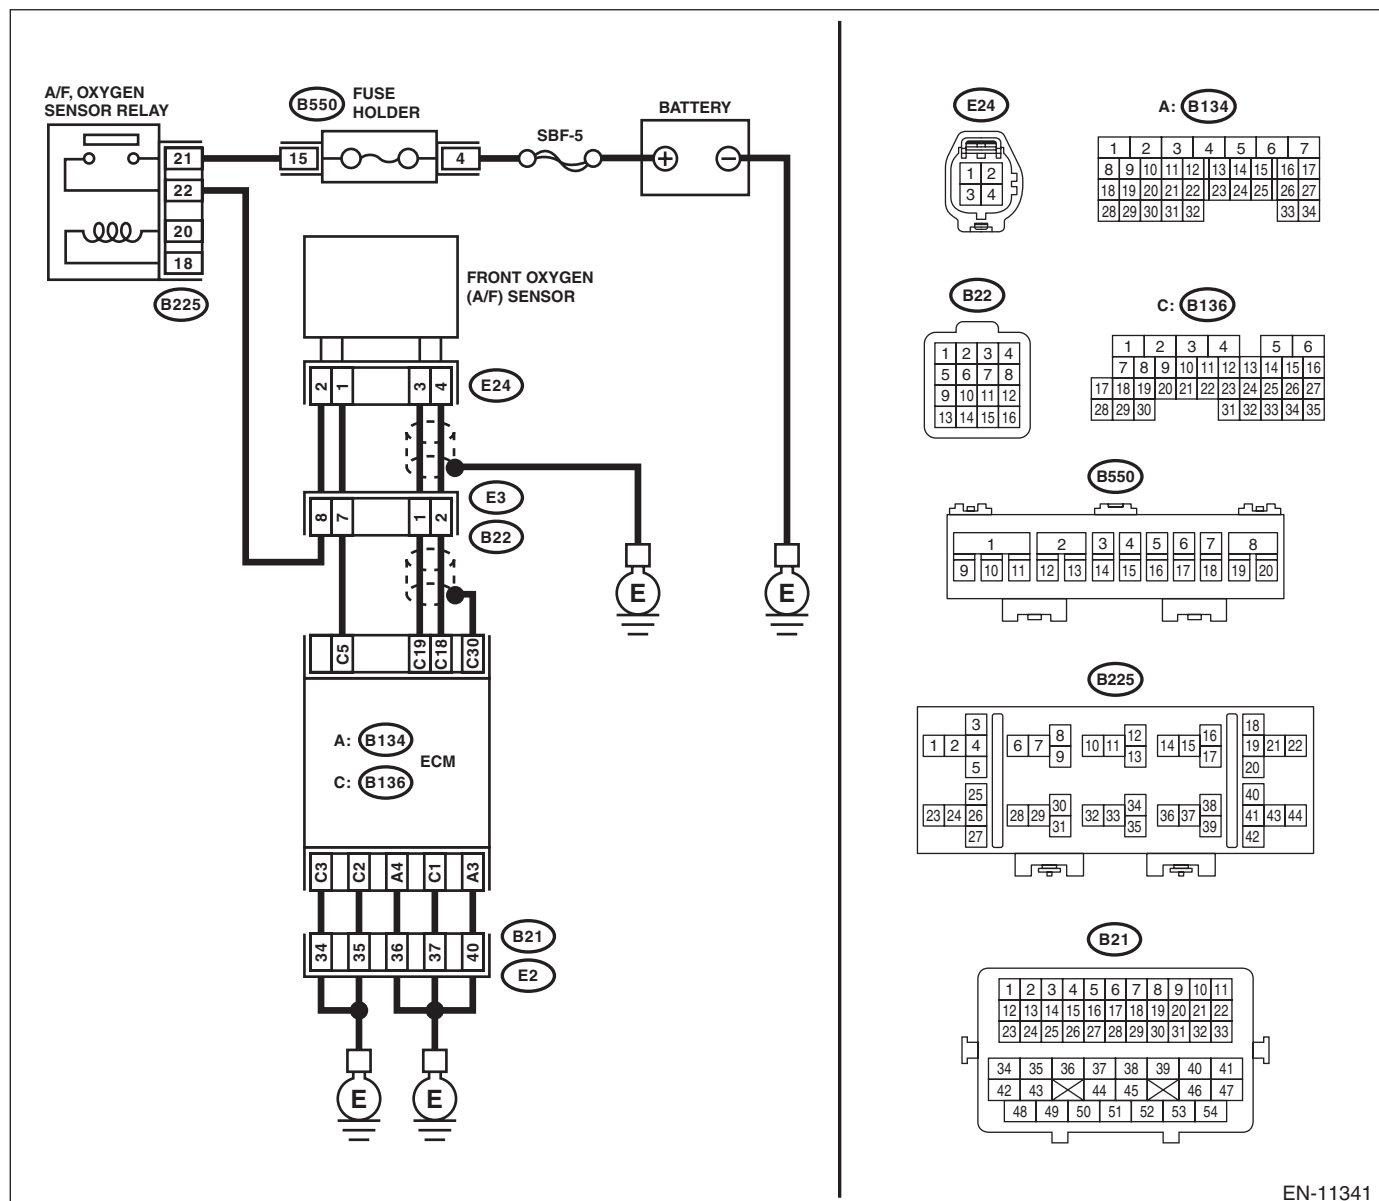 A/F, OXYGEN
SENSOR RELAY
B550
FUSE
HOLDER
SBF-5
BATTERY
21
15
4
+
−
22
20
18
B225
FRONT OXYGEN
(A/F) SENSOR
2 1 3 4
E24
8 7 1 2
E3
B22
E
E
C5 C19 C18 C30
A: B134
ECM
C: B136
C3 C2 A4 C1 A3
34 35 36 37 40
B21
E2
E
E
E24
1 2
3 4
A: B134
1 2 3 4 5 6 7
8 9 10 11 12 13 14 15 16 17
18 19 20 21 22 23 24 25 26 27
28 29 30 31 32 33 34
B22
1 2 3 4
5 6 7 8
9 10 11 12
13 14 15 16
C: B136
1 2 3 4 5 6
7 8 9 10 11 12 13 14 15 16
17 18 19 20 21 22 23 24 25 26 27
28 29 30 31 32 33 34 35
B550
1 2 3 4 5 6 7 8
9 10 11 12 13 14 15 16 17 18 19 20
B225
3 8 12 16 18
1 2 4 6 7 10 11 14 15 19 21 22
5 9 13 17 20
25 30 34 38 40
23 24 26 28 29 32 33 36 37 41 43 44
27 31 35 39 42
B21
1 2 3 4 5 6 7 8 9 10 11
12 13 14 15 16 17 18 19 20 21 22
23 24 25 26 27 28 29 30 31 32 33
34 35 36 37 38 39 40 41
42 43 44 45 46 47
48 49 50 51 52 53 54
EN-11341